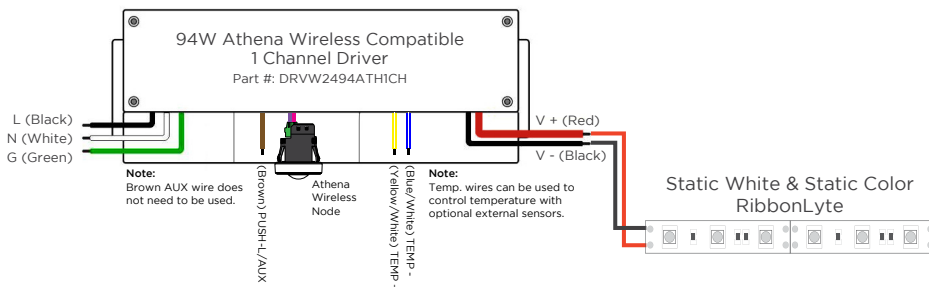 94W Athena Wireless Compatible
1 Channel Driver
Part #: DRVW2494ATH1CH
L (Black)
N (White)
G (Green)
V + (Red)
V - (Black)
Note:
Brown AUX wire does
not need to be used.
(Brown) PUSH-L/AUX
Athena
Wireless
Node
(Yellow/White) TEMP -
(Blue/White) TEMP -
Note:
Temp. wires can be used to
control temperature with
optional external sensors.
Static White & Static Color
RibbonLyte